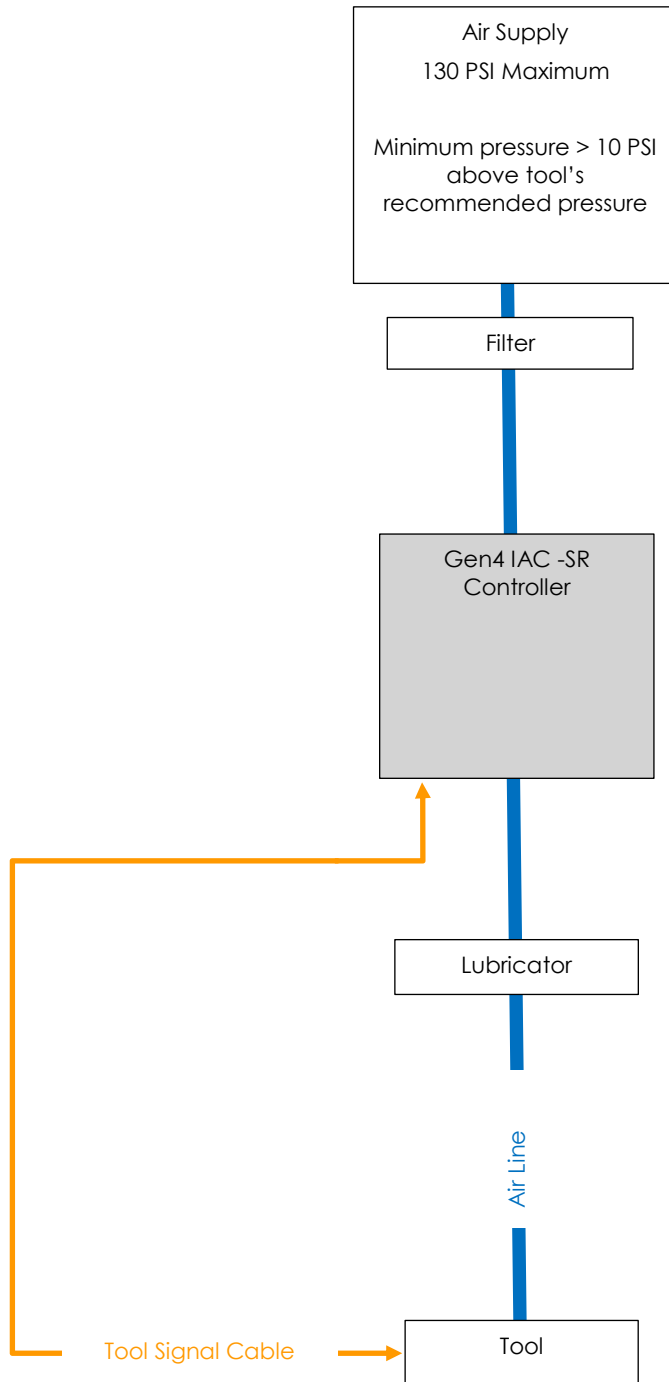 Air Supply
130 PSI Maximum
Minimum pressure > 10 PSI
above tool's
recommended pressure
Filter
Gen4 IAC -SR
Controller
Lubricator
Air Line
Tool Signal Cable
Tool